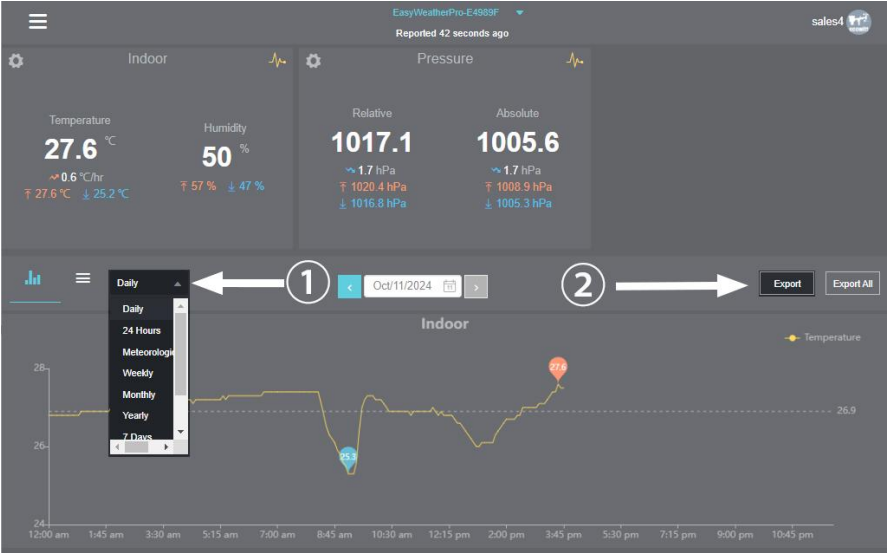 EasyWeatherPro-E4989F
Reported 42 seconds ago
sales4
Indoor
Temperature
27.6 ℃
0.6 ℃/hr
27.6 ℃ 25.2 ℃
Humidity
50 %
57 % 47 %
Pressure
Relative
1017.1
1.7 hPa
1020.4 hPa
1016.8 hPa
Absolute
1005.6
1.7 hPa
1008.9 hPa
1005.3 hPa
Daily
1
Oct/11/2024
2
Export
Export All
Daily
24 Hours
Meteorologic
Weekly
Monthly
Yearly
7 Days
Indoor
Temperature
28
26
24
27.6
25.3
26.9
12:00 am 1:45 am 3:30 am 5:15 am 7:00 am 8:45 am 10:30 am 12:15 pm 2:00 pm 3:45 pm 5:30 pm 7:15 pm 9:00 pm 10:45 pm